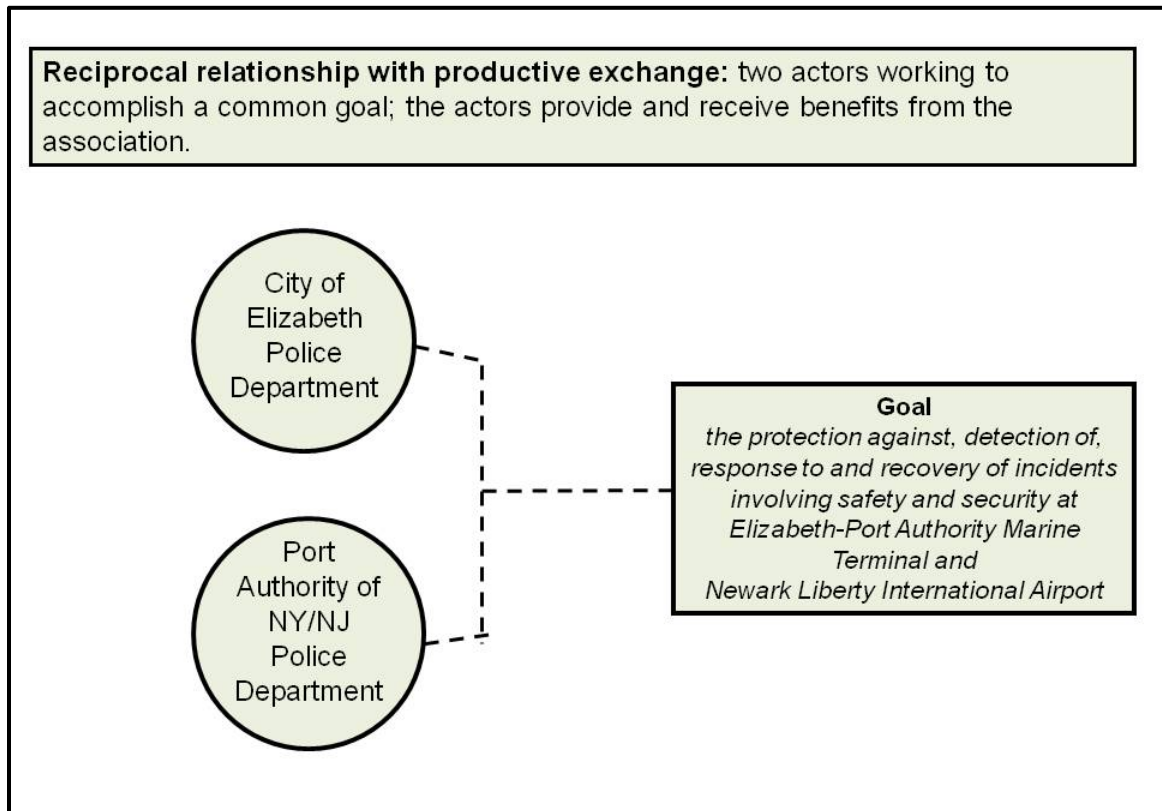 Reciprocal relationship with productive exchange: two actors working to
accomplish a common goal; the actors provide and receive benefits from the
association.
City of
Elizabeth
Police
Department
Port
Authority of
NY/NJ
Police
Department
Goal
the protection against, detection of,
response to and recovery of incidents
involving safety and security at
Elizabeth-Port Authority Marine
Terminal and
Newark Liberty International Airport